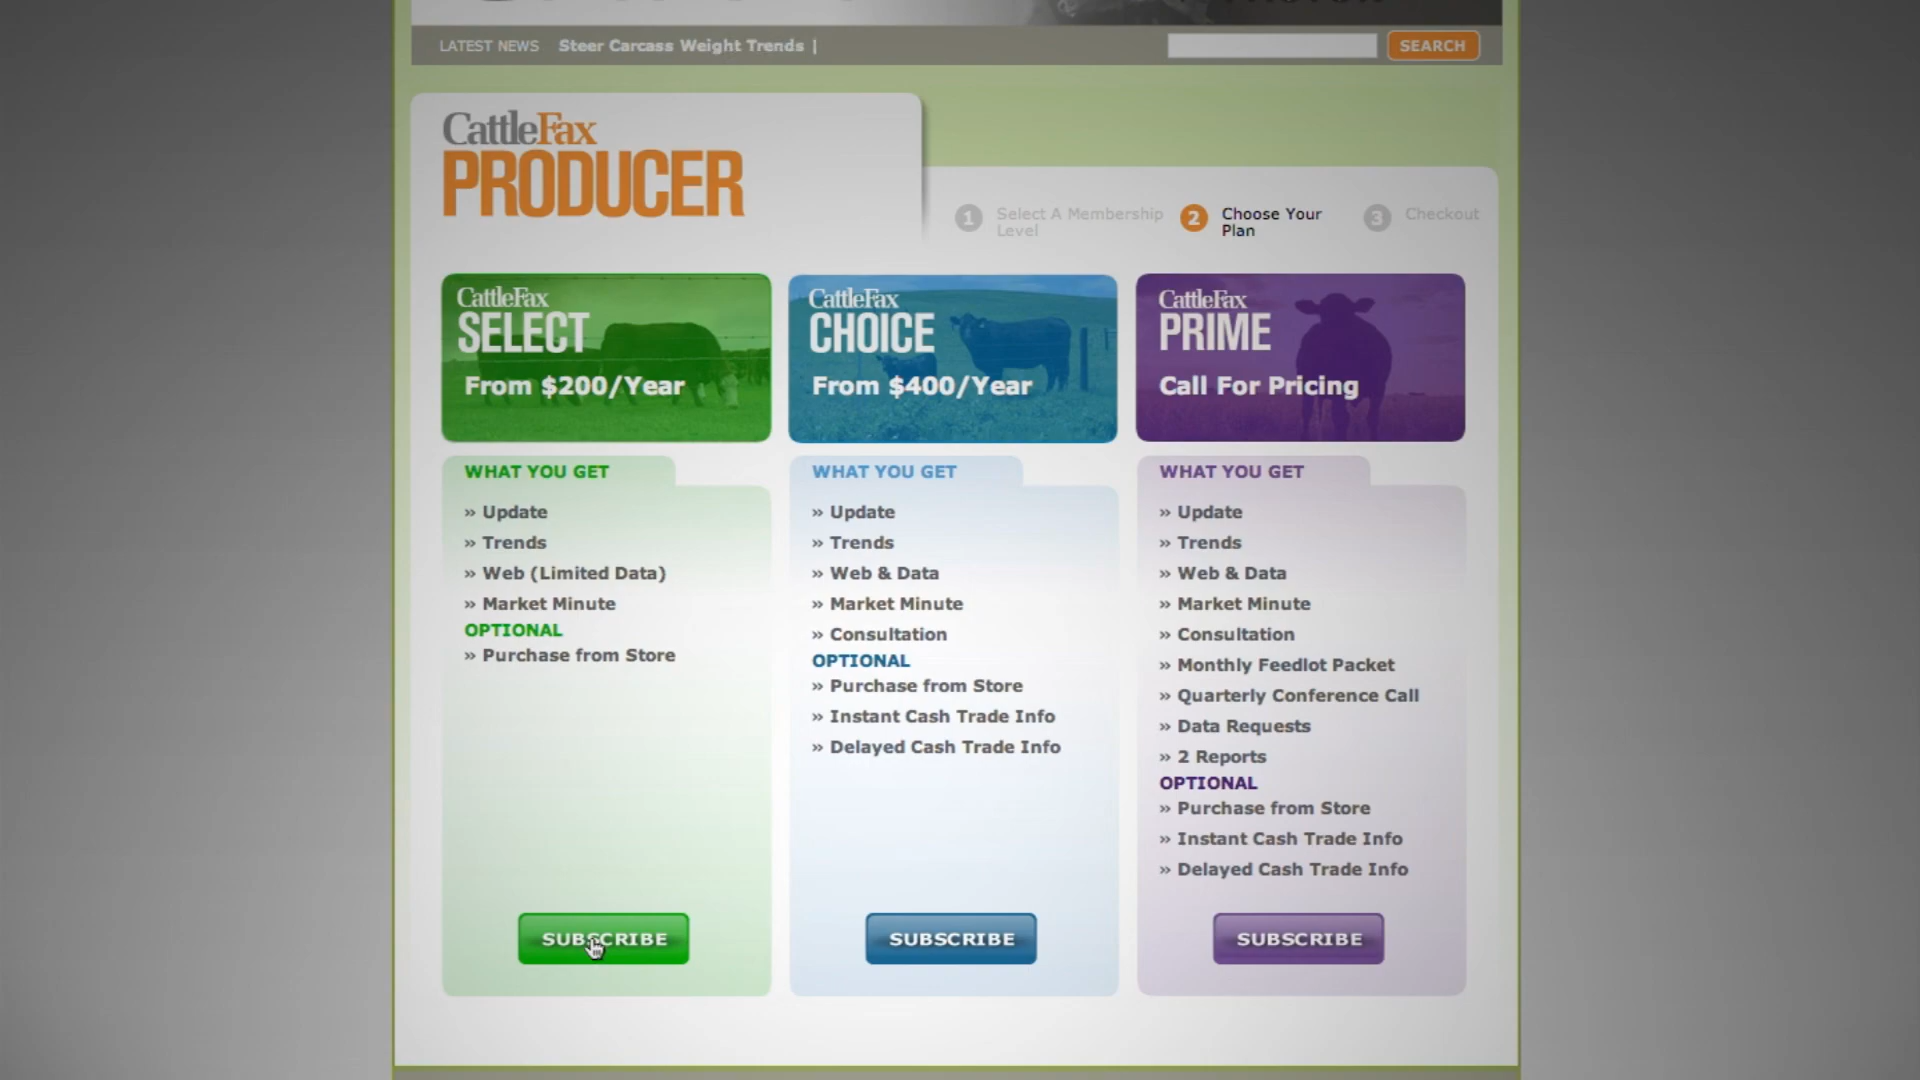 LATEST NEWS Steer Carcass Weight Trends |
SEARCH
CattleFax
PRODUCER
1 Select A Membership Level
2 Choose Your Plan
3 Checkout
CattleFax
SELECT
From $200/Year
WHAT YOU GET
» Update
» Trends
» Web (Limited Data)
» Market Minute
OPTIONAL
» Purchase from Store
SUBSCRIBE
CattleFax
CHOICE
From $400/Year
WHAT YOU GET
» Update
» Trends
» Web & Data
» Market Minute
» Consultation
OPTIONAL
» Purchase from Store
» Instant Cash Trade Info
» Delayed Cash Trade Info
SUBSCRIBE
CattleFax
PRIME
Call For Pricing
WHAT YOU GET
» Update
» Trends
» Web & Data
» Market Minute
» Consultation
» Monthly Feedlot Packet
» Quarterly Conference Call
» Data Requests
» 2 Reports
OPTIONAL
» Purchase from Store
» Instant Cash Trade Info
» Delayed Cash Trade Info
SUBSCRIBE